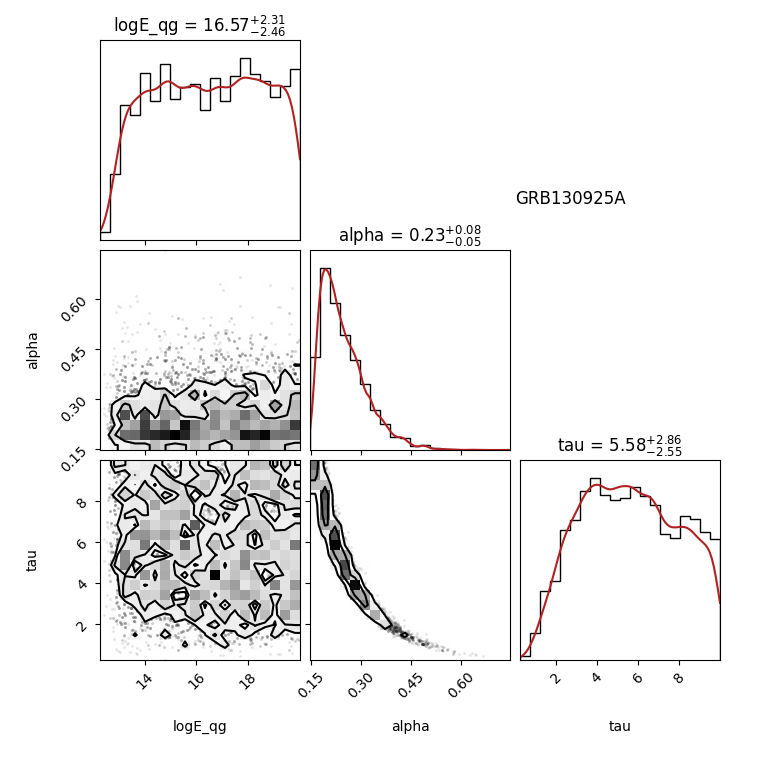 logE_qg = 16.57+2.31 −2.46
GRB130925A
alpha = 0.23+0.08 −0.05
alpha
0.60
0.45
0.30
0.15
tau = 5.58+2.86 −2.55
tau
8
6
4
2
14 16 18
0.15 0.30 0.45 0.60
2 4 6 8
logE_qg alpha tau